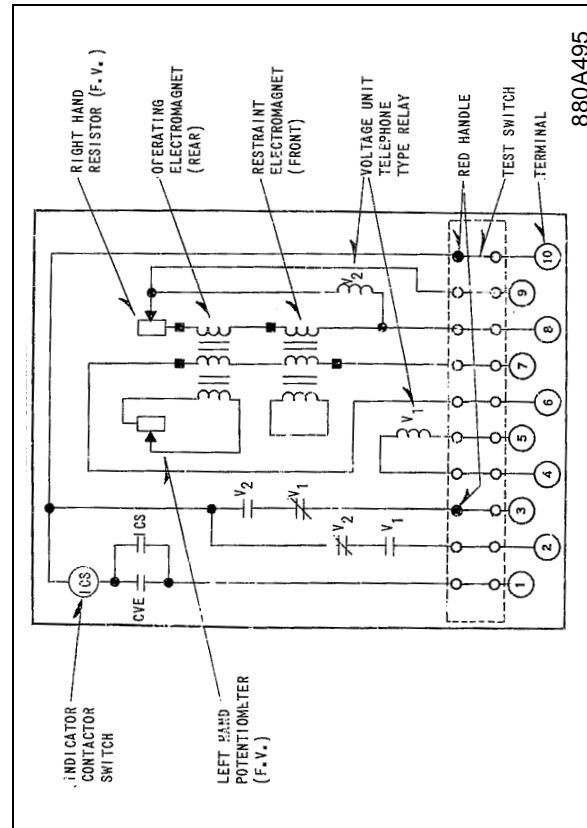 RIGHT HAND
RESISTOR (F.V.)
OPERATING
ELECTROMAGNET
(REAR)
RESTRAINT
ELECTROMAGNET
(FRONT)
VOLTAGE UNIT
TELEPHONE
TYPE RELAY
RED HANDLE
TEST SWITCH
TERMINAL
880A495
INDICATOR
CONTACTOR
SWITCH
LEFT HAND
POTENTIOMETER
(F.V.)
ICS
ICS
CVE
V2
V1
V2
V1
V1
V2
1
2
3
4
5
6
7
8
9
10